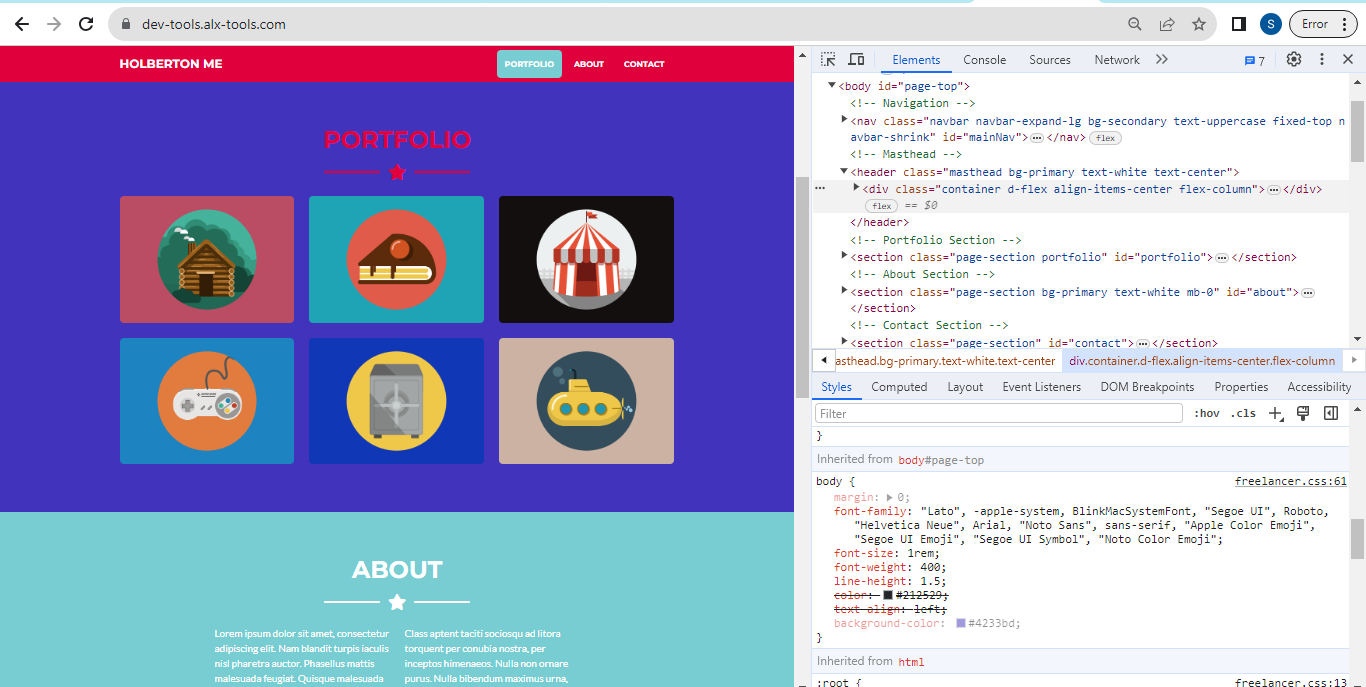 dev-tools.alx-tools.com
S
Error
HOLBERTON ME
PORTFOLIO
ABOUT
CONTACT
PORTFOLIO
ABOUT
Lorem ipsum dolor sit amet, consectetur
adipiscing elit. Nam blandit turpis iaculis
nisl pharetra auctor. Phasellus mattis
malesuada feugiat. Quisque malesuada
Class aptent taciti sociosqu ad litora
torquent per conubia nostra, per
inceptos himenaeos. Nulla non ornare
purus. Nulla bibendum maximus urna,
Elements Console Sources Network 7
<body id="page-top">
<!-- Navigation -->
<nav class="navbar navbar-expand-lg bg-secondary text-uppercase fixed-top n
avbar-shrink" id="mainNav"> </nav> flex
<!-- Masthead -->
<header class="masthead bg-primary text-white text-center">
<div class="container d-flex align-items-center flex-column"> </div>
flex == $0
</header>
<!-- Portfolio Section -->
<section class="page-section portfolio" id="portfolio"> </section>
<!-- About Section -->
<section class="page-section bg-primary text-white mb-0" id="about">
</section>
<!-- Contact Section -->
<section class="page-section" id="contact"> </section>
asthead.bg-primary.text-white.text-center div.container.d-flex.align-items-center.flex-column
Styles Computed Layout Event Listeners DOM Breakpoints Properties Accessibility
Filter :hov .cls
}
Inherited from body#page-top
body { freelancer.css:61
margin: 0;
font-family: "Lato", -apple-system, BlinkMacSystemFont, "Segoe UI", Roboto,
"Helvetica Neue", Arial, "Noto Sans", sans-serif, "Apple Color Emoji",
"Segoe UI Emoji", "Segoe UI Symbol", "Noto Color Emoji";
font-size: 1rem;
font-weight: 400;
line-height: 1.5;
color: #212529;
text-align: left;
background-color: #4233bd;
}
Inherited from html
:root { freelancer.css:13